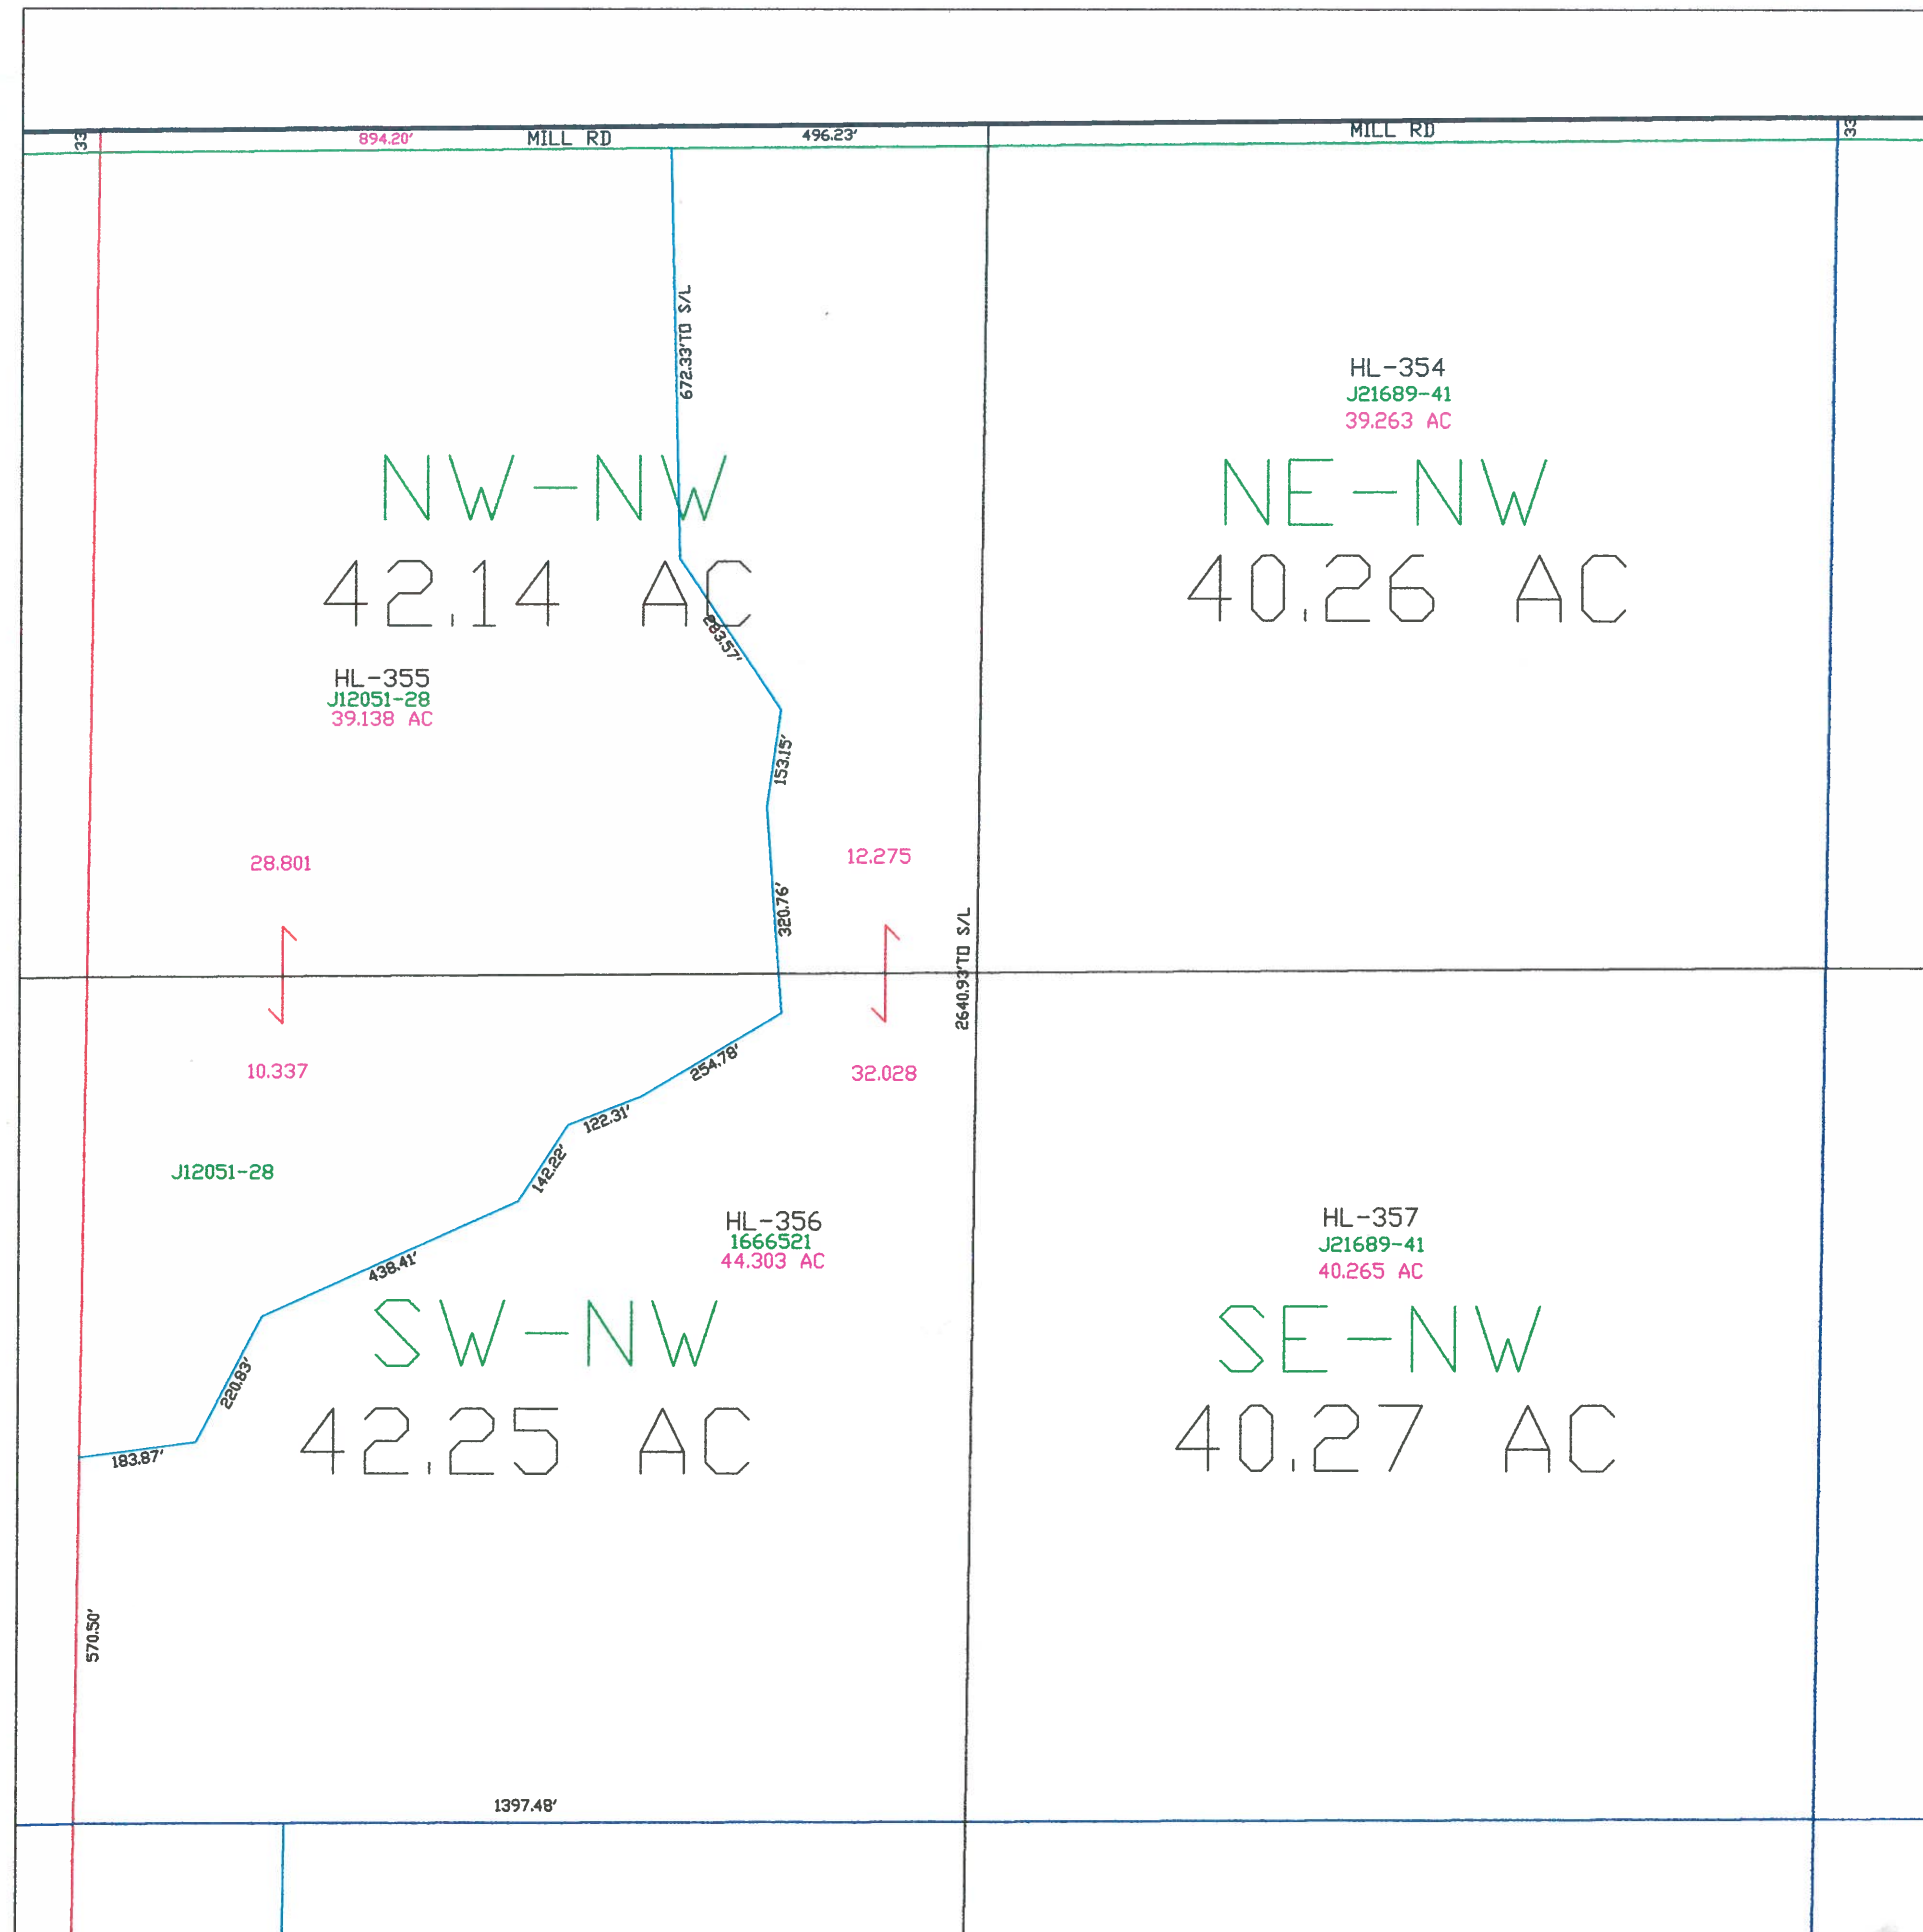 33
894.20'
MILL RD
496.23'
MILL RD
33
672.33'TO S/L
HL-354
J21689-41
39.263 AC
NW-NW
42.14 AC
NE-NW
40.26 AC
283.57'
HL-355
J12051-28
39.138 AC
153.15'
28.801
12.275
320.76'
2640.93'TO S/L
10.337
254.78'
32.028
122.31'
142.22'
J12051-28
HL-356
1666521
44.303 AC
HL-357
J21689-41
40.265 AC
438.41'
SW-NW
42.25 AC
SE-NW
40.27 AC
220.83'
183.87'
570.50'
1397.48'